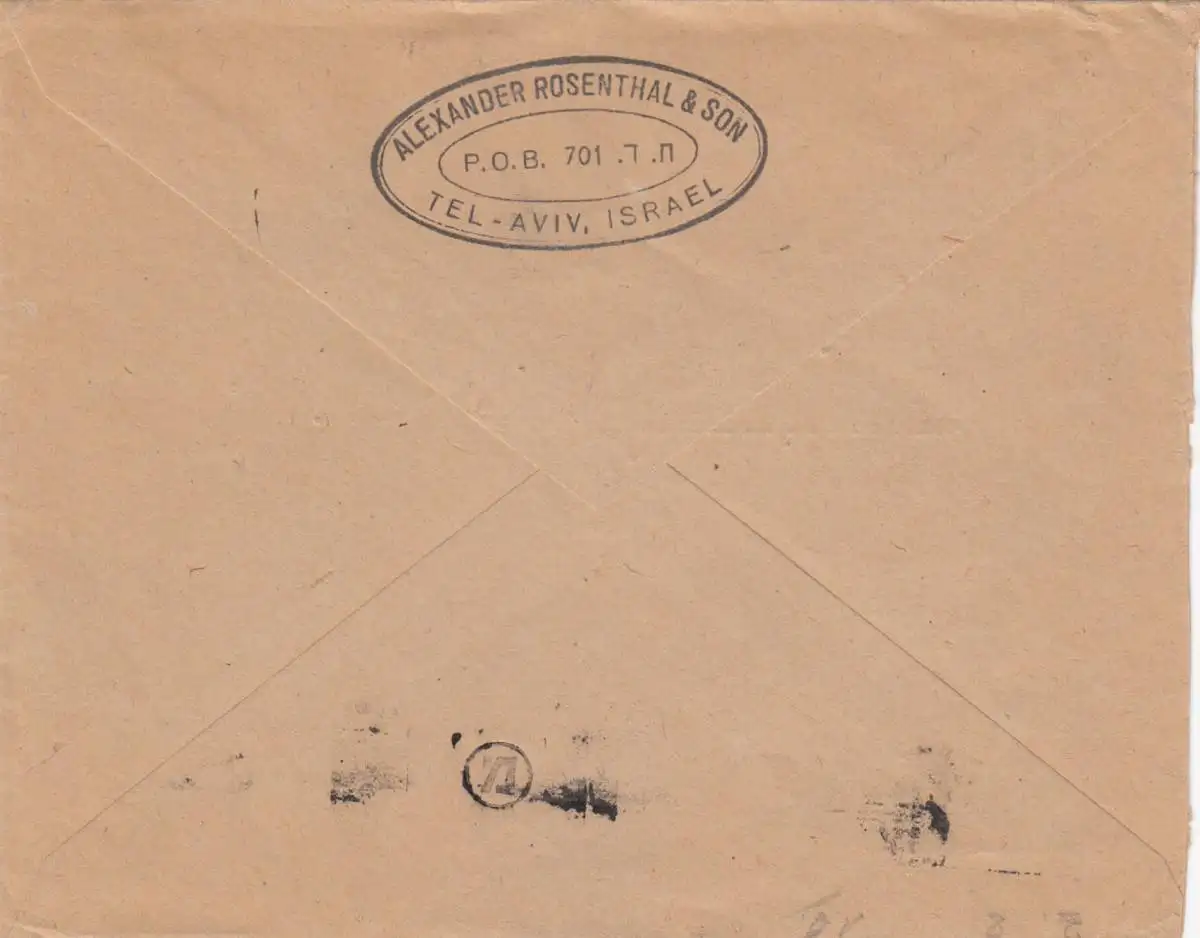 ALEXANDER ROSENTHAL & SON
P.O.B. 701 .ת.ד
TEL-AVIV, ISRAEL